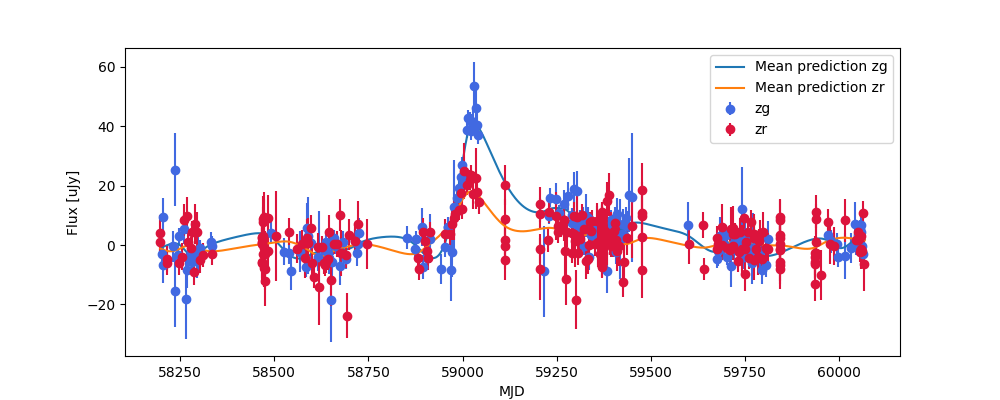 60
40
20
0
−20
Flux [uJy]
58250
58500
58750
59000
59250
59500
59750
60000
MJD
Mean prediction zg
Mean prediction zr
zg
zr